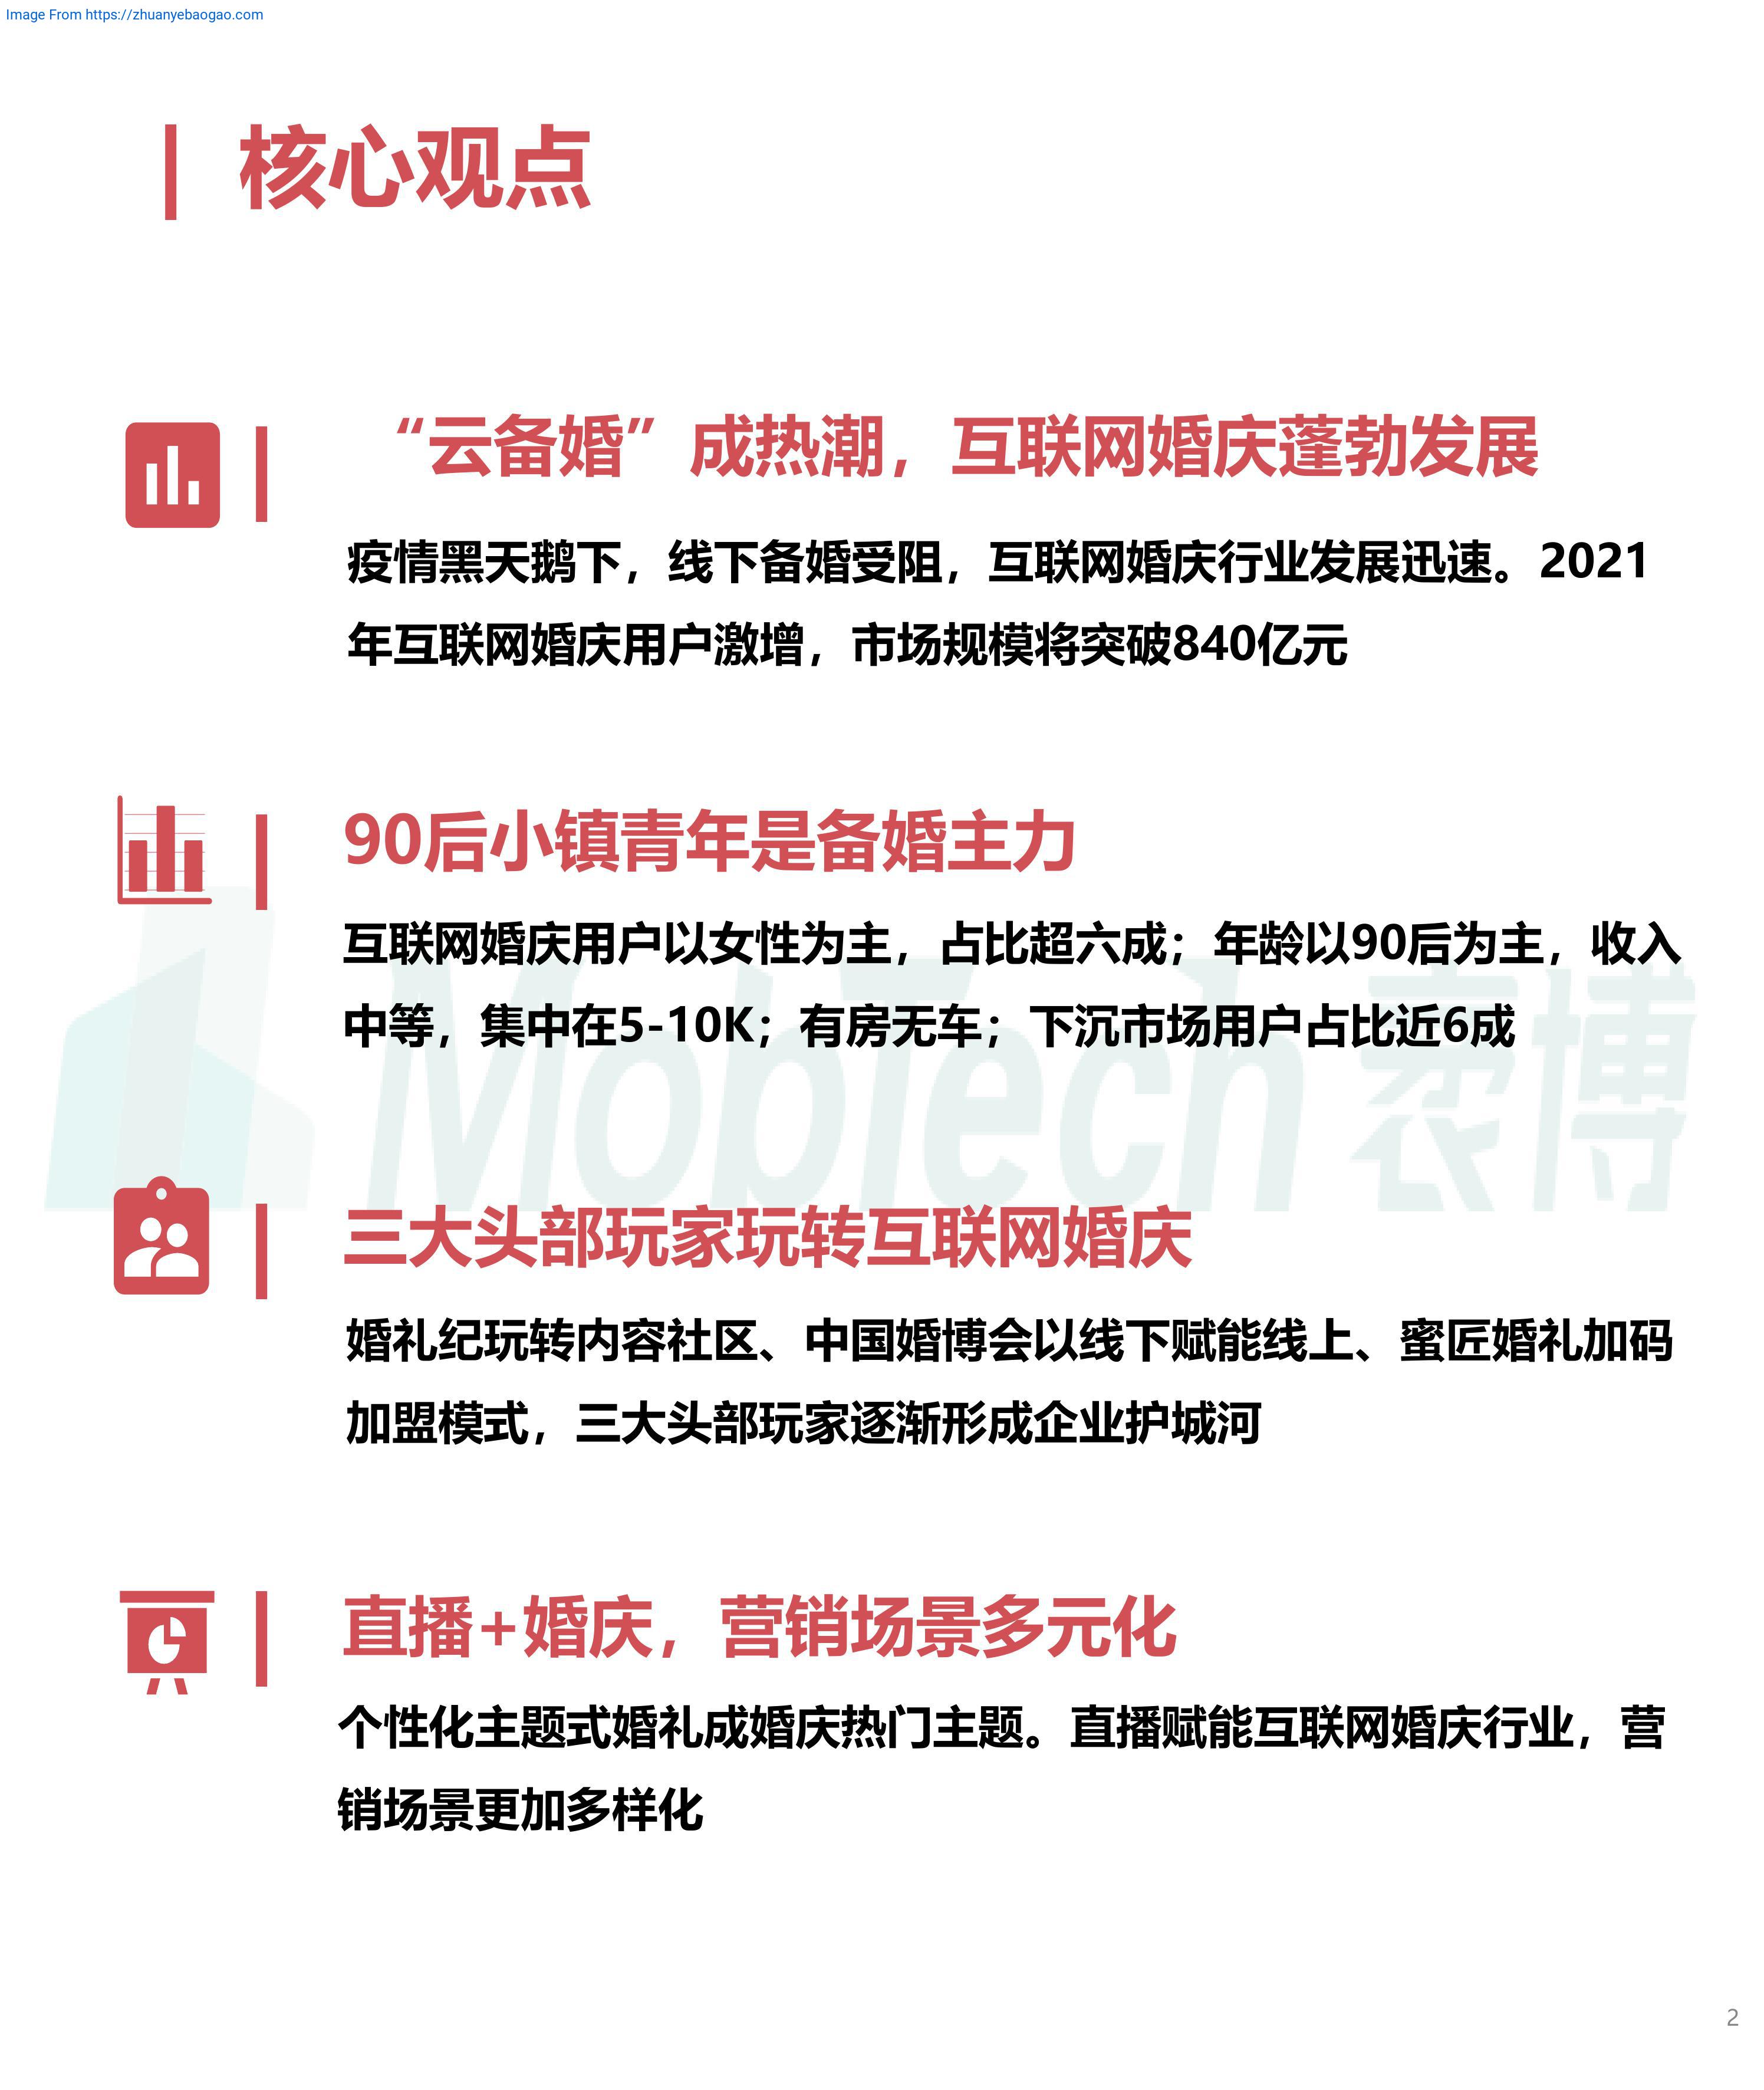 Image From https://zhuanyebaogao.com
核心观点
“云备婚”成热潮，互联网婚庆蓬勃发展
疫情黑天鹅下，线下备婚受阻，互联网婚庆行业发展迅速。2021
年互联网婚庆用户激增，市场规模将突破840亿元
90后小镇青年是备婚主力
互联网婚庆用户以女性为主，占比超六成；年龄以90后为主，收入
中等，集中在5-10K；有房无车；下沉市场用户占比近6成
MobTech 袤博
三大头部玩家玩转互联网婚庆
婚礼纪玩转内容社区、中国婚博会以线下赋能线上、蜜匠婚礼加码
加盟模式，三大头部玩家逐渐形成企业护城河
直播+婚庆，营销场景多元化
个性化主题式婚礼成婚庆热门主题。直播赋能互联网婚庆行业，营
销场景更加多样化
2